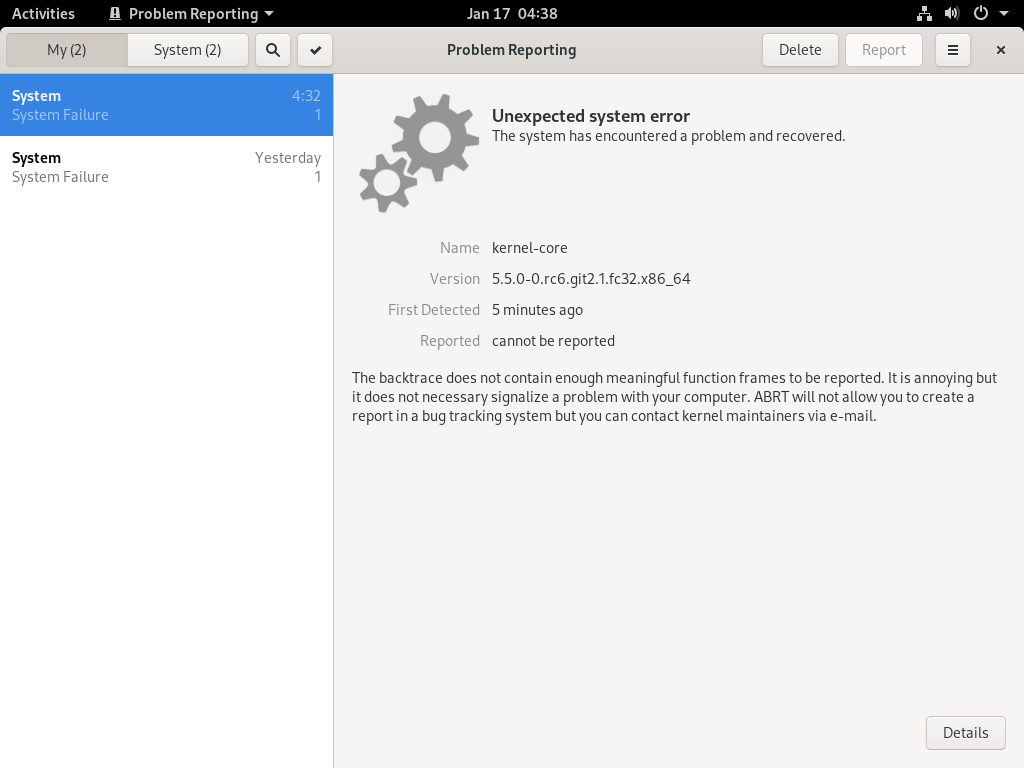 Activities Problem Reporting Jan 17 04:38
My (2) System (2) Problem Reporting Delete Report
System 4:32
System Failure 1
System Yesterday
System Failure 1
Unexpected system error
The system has encountered a problem and recovered.
Name kernel-core
Version 5.5.0-0.rc6.git2.1.fc32.x86_64
First Detected 5 minutes ago
Reported cannot be reported
The backtrace does not contain enough meaningful function frames to be reported. It is annoying but
it does not necessary signalize a problem with your computer. ABRT will not allow you to create a
report in a bug tracking system but you can contact kernel maintainers via e-mail.
Details